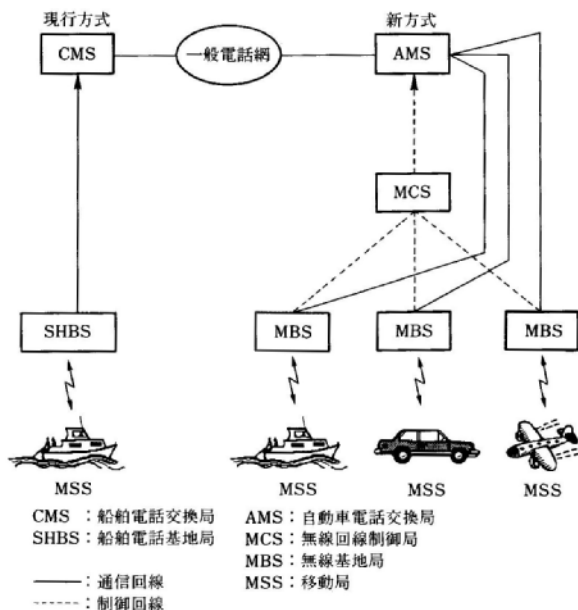 現行方式
新方式
CMS
一般電話網
AMS
MCS
SHBS
MBS
MBS
MBS
MSS
MSS
MSS
MSS
CMS :船舶電話交換局
SHBS:船舶電話基地局
———:通信回線
-------:制御回線
AMS:自動車電話交換局
MCS:無線回線制御局
MBS:無線基地局
MSS:移動局